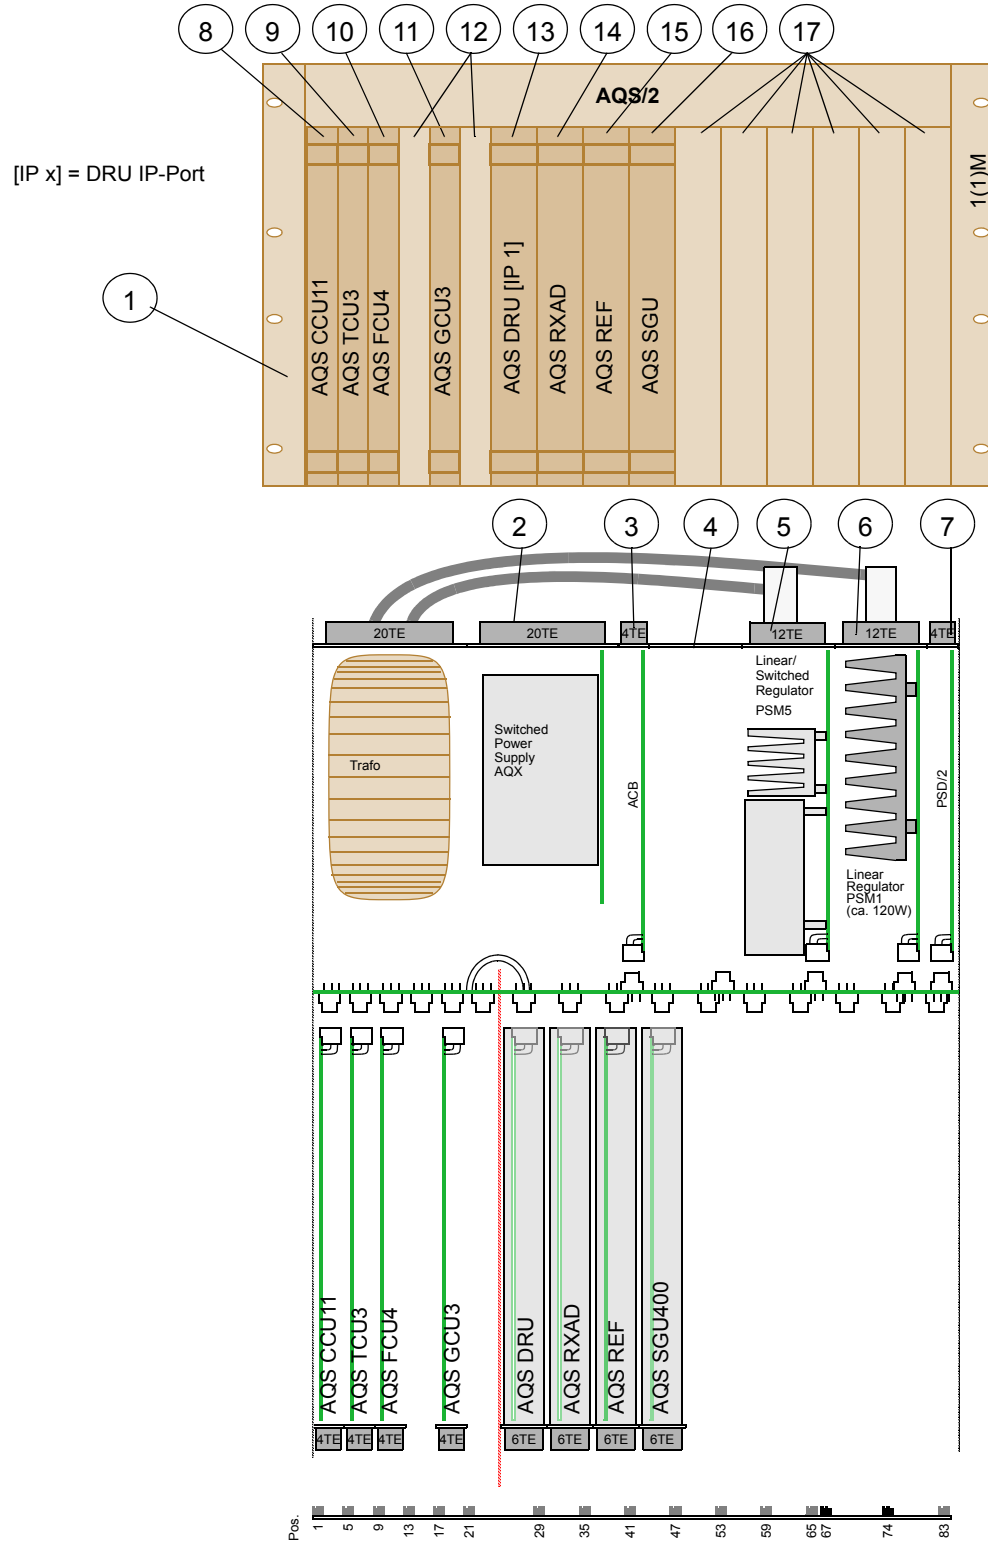 8 9 10 11 12 13 14 15 16 17
AQS/2
[IP x] = DRU IP-Port
1(1)M
1
AQS CCU11
AQS TCU3
AQS FCU4
AQS GCU3
AQS DRU [IP 1]
AQS RXAD
AQS REF
AQS SGU
2 3 4 5 6 7
20TE 20TE 4TE 12TE 12TE 4TE
Trafo
Switched
Power
Supply
AQX
ACB
Linear/
Switched
Regulator
PSM5
Linear
Regulator
PSM1
(ca. 120W)
PSD/2
AQS CCU11
AQS TCU3
AQS FCU4
AQS GCU3
AQS DRU
AQS RXAD
AQS REF
AQS SGU400
4TE 4TE 4TE 4TE 6TE 6TE 6TE 6TE
Pos. 1 5 9 13 17 21 29 35 41 47 53 59 65 67 74 83